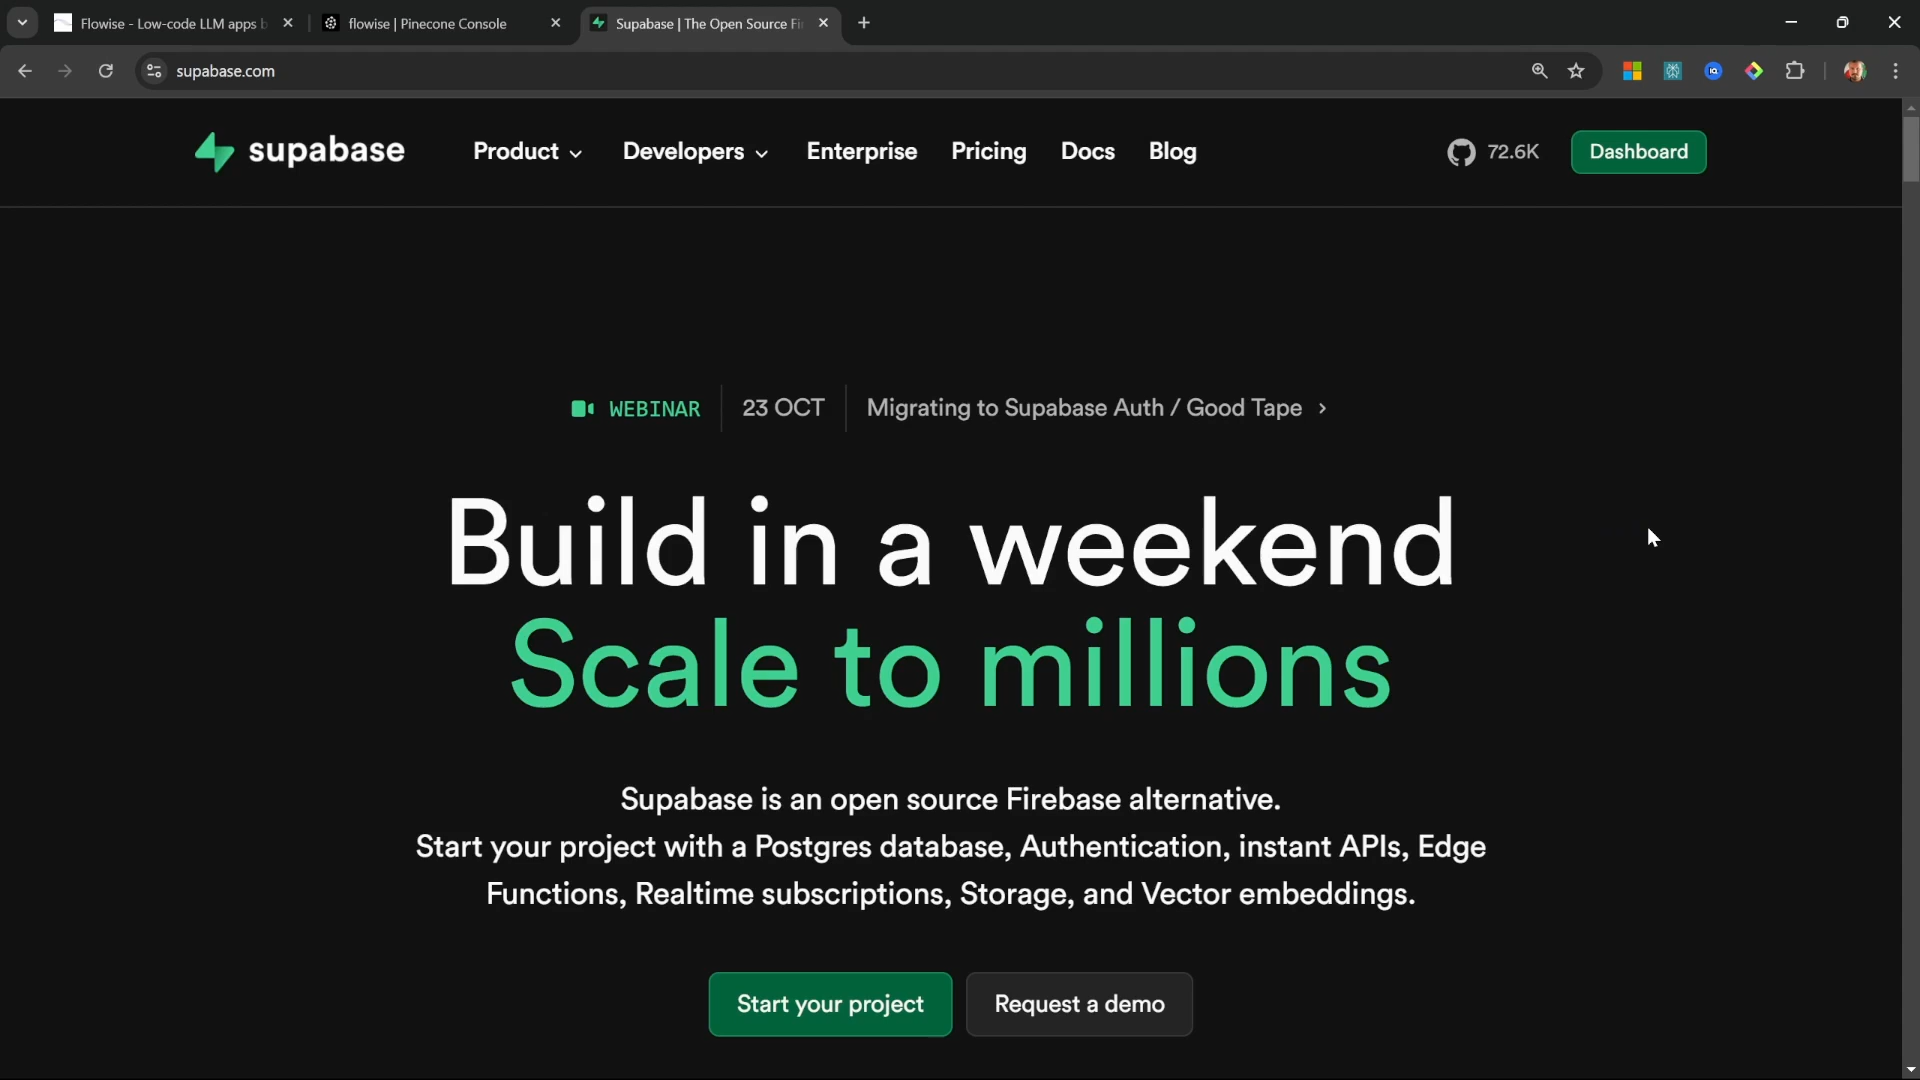 Flowise - Low-code LLM apps b
flowise | Pinecone Console
Supabase | The Open Source Fi
supabase.com
supabase
Product
Developers
Enterprise
Pricing
Docs
Blog
72.6K
Dashboard
WEBINAR
23 OCT
Migrating to Supabase Auth / Good Tape
Build in a weekend
Scale to millions
Supabase is an open source Firebase alternative.
Start your project with a Postgres database, Authentication, instant APIs, Edge
Functions, Realtime subscriptions, Storage, and Vector embeddings.
Start your project
Request a demo